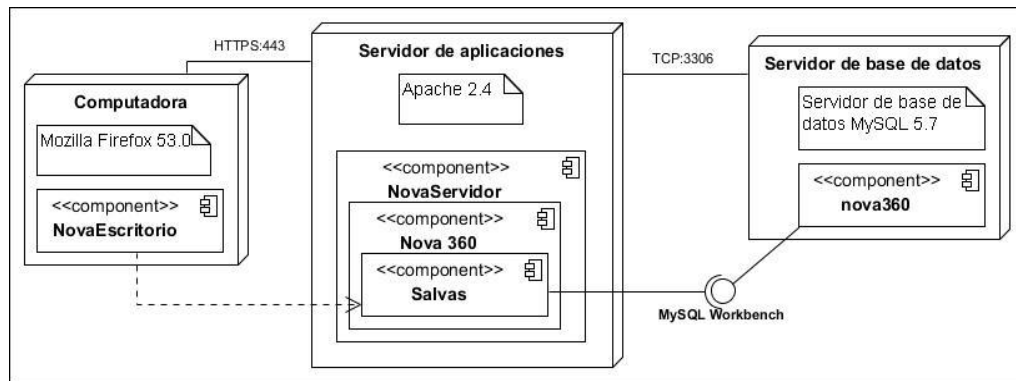 HTTPS:443
Servidor de aplicaciones
Apache 2.4
TCP:3306
Servidor de base de datos
Servidor de base de
datos MySQL 5.7
<<component>>
nova360
Computadora
Mozilla Firefox 53.0
<<component>>
NovaEscritorio
<<component>>
NovaServidor
<<component>>
Nova 360
<<component>>
Salvas
MySQL Workbench